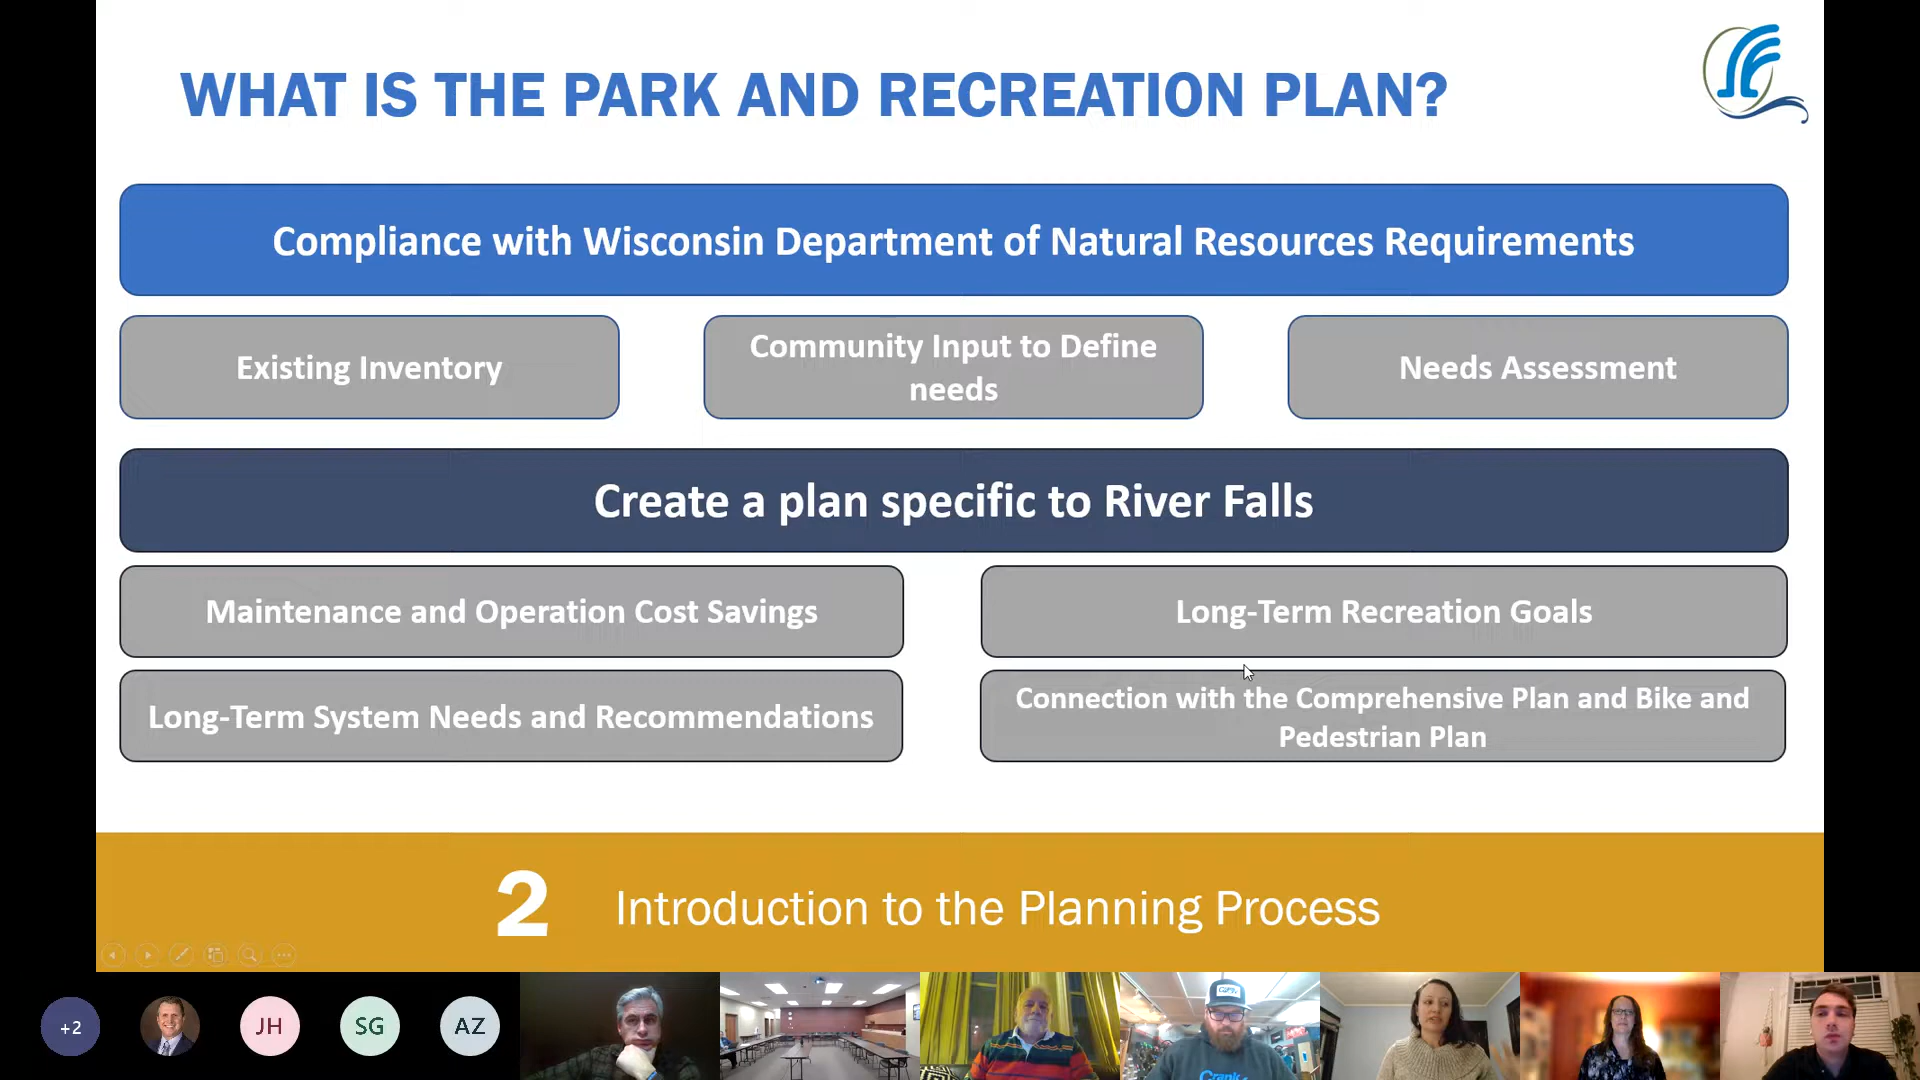 WHAT IS THE PARK AND RECREATION PLAN?
Compliance with Wisconsin Department of Natural Resources Requirements
Existing Inventory
Community Input to Define
needs
Needs Assessment
Create a plan specific to River Falls
Maintenance and Operation Cost Savings
Long-Term Recreation Goals
Long-Term System Needs and Recommendations
Connection with the Comprehensive Plan and Bike and
Pedestrian Plan
2 Introduction to the Planning Process
+2
JH
SG
AZ